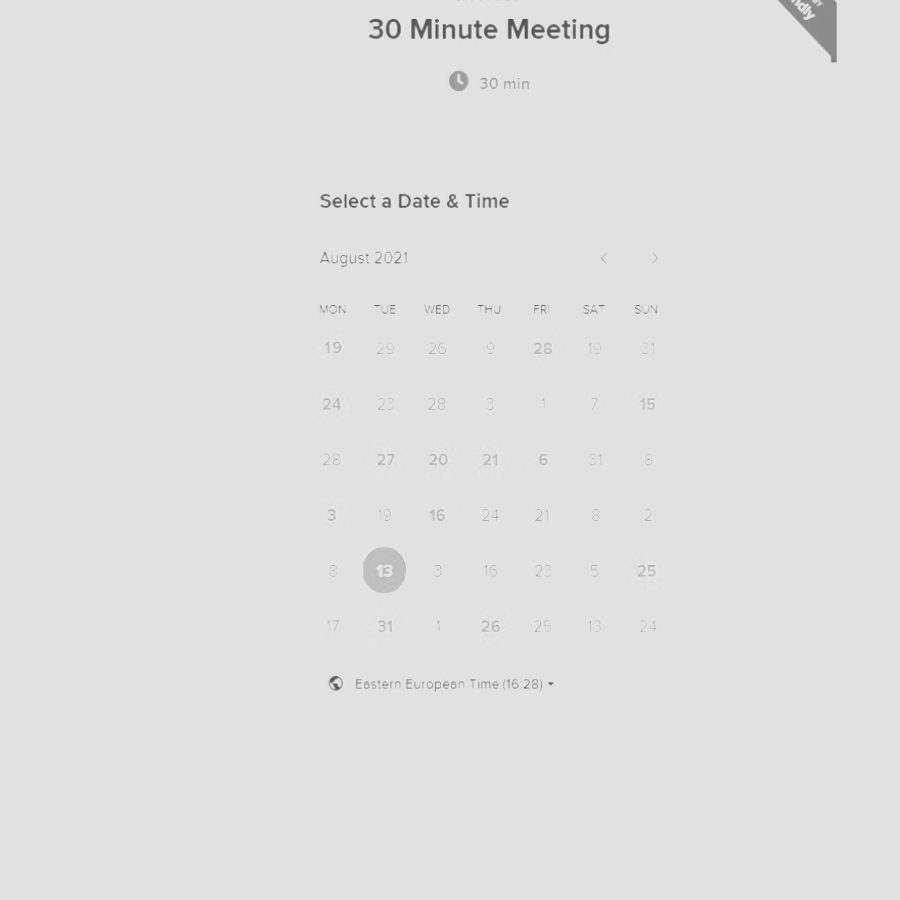 30 Minute Meeting
30 min
Select a Date & Time
August 2021
MON TUE WED THU FRI SAT SUN
19 29 26 9 28 19 31
24 23 28 3 1 7 15
28 27 20 21 6 31 8
3 19 16 24 21 8 2
8 13 3 16 23 5 25
17 31 1 26 25 13 24
Eastern European Time (16:28)